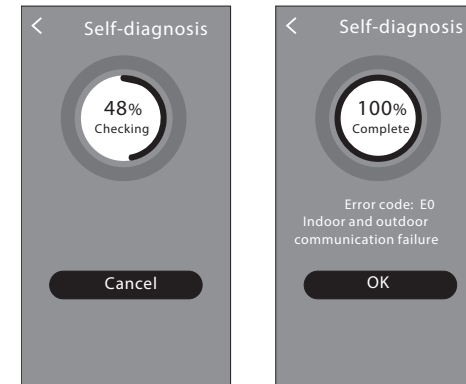 Self-diagnosis
48%
Checking
Cancel
Self-diagnosis
100%
Complete
Error code: E0
Indoor and outdoor
communication failure
OK